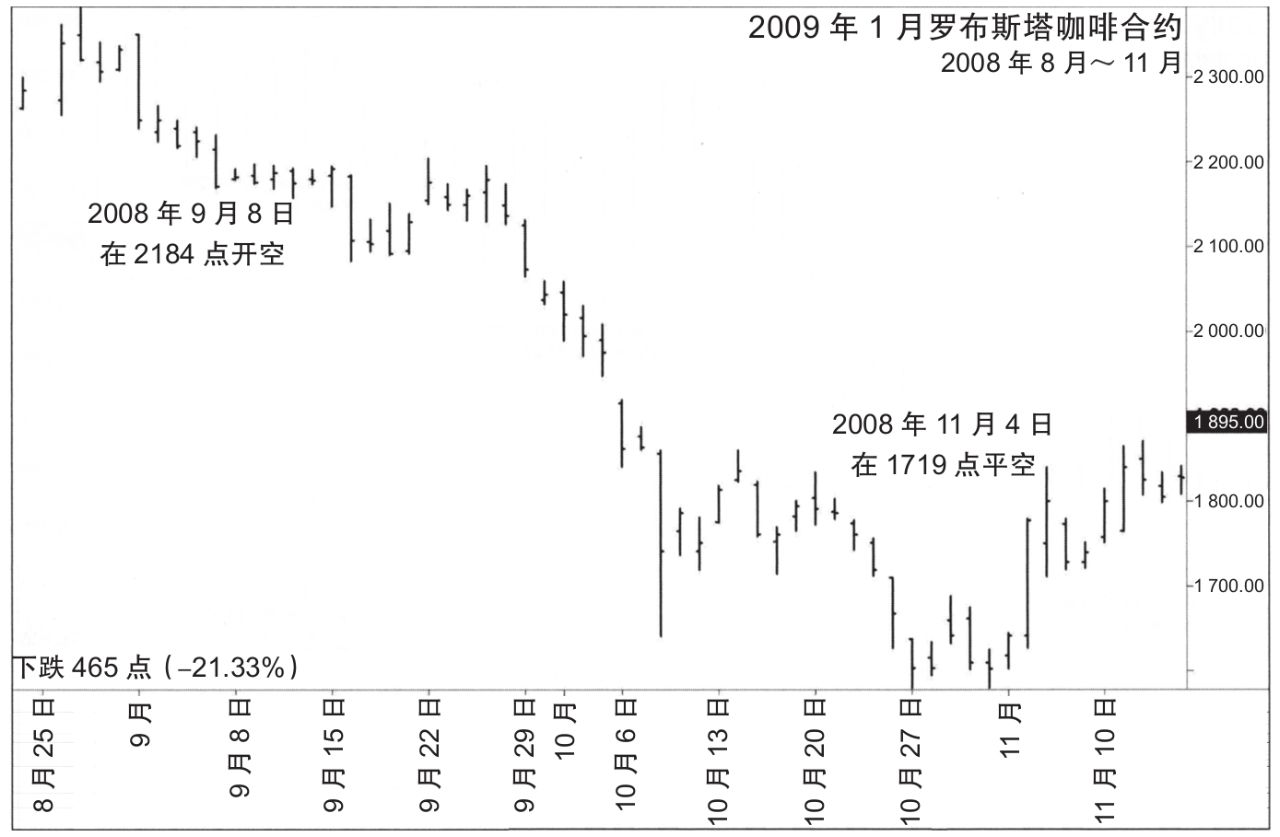 2009 年 1 月罗布斯塔咖啡合约
2008 年 8 月～ 11 月
2 300.00
2 200.00
2008 年 9 月 8 日
在 2184 点开空
2 100.00
2 000.00
2008 年 11 月 4 日
在 1719 点平空
1 895.00
1 800.00
1 700.00
下跌 465 点 (–21.33%)
8 月 25 日
9 月
9 月 8 日
9 月 15 日
9 月 22 日
9 月 29 日
10 月
10 月 6 日
10 月 13 日
10 月 20 日
10 月 27 日
11 月
11 月 10 日